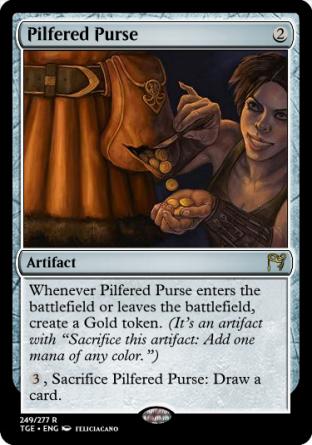 Pilfered Purse 2
Artifact
Whenever Pilfered Purse enters the
battlefield or leaves the battlefield,
create a Gold token. (It's an artifact
with “Sacrifice this artifact: Add one
mana of any color.”)
3 , Sacrifice Pilfered Purse: Draw a
card.
249/277 R
TGE • ENG FELICIACANO